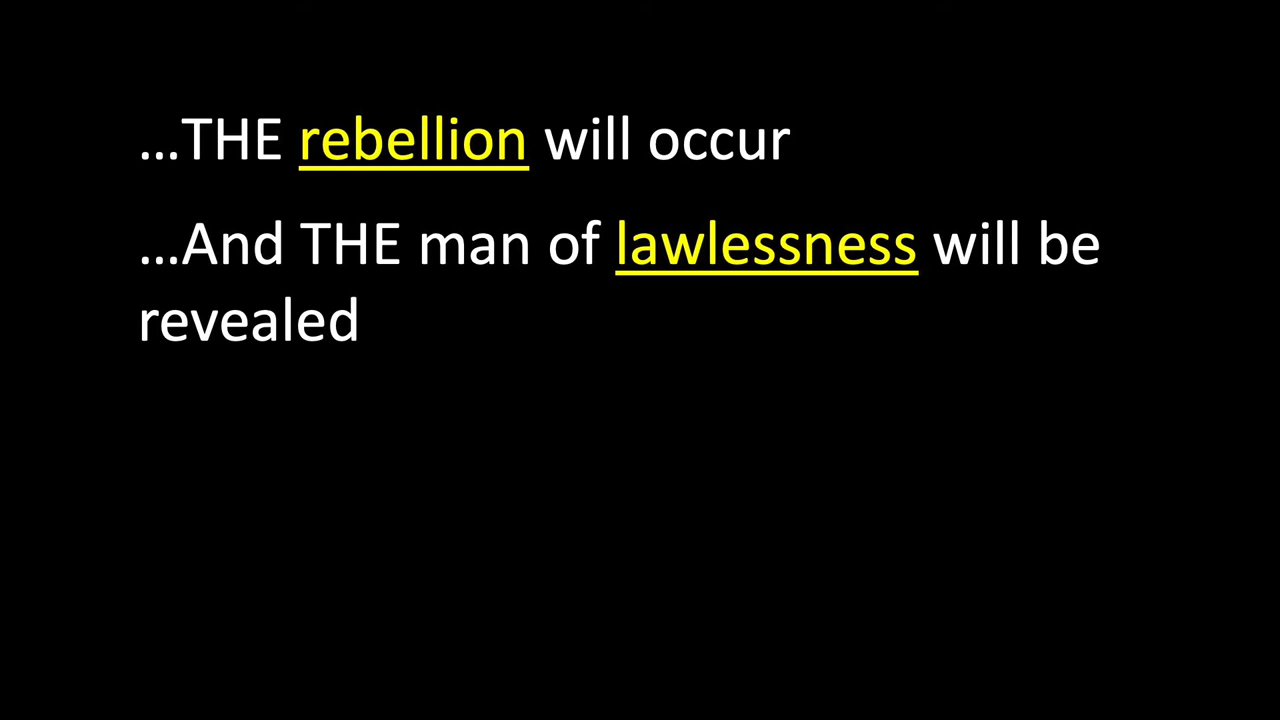 …THE rebellion will occur
…And THE man of lawlessness will be
revealed